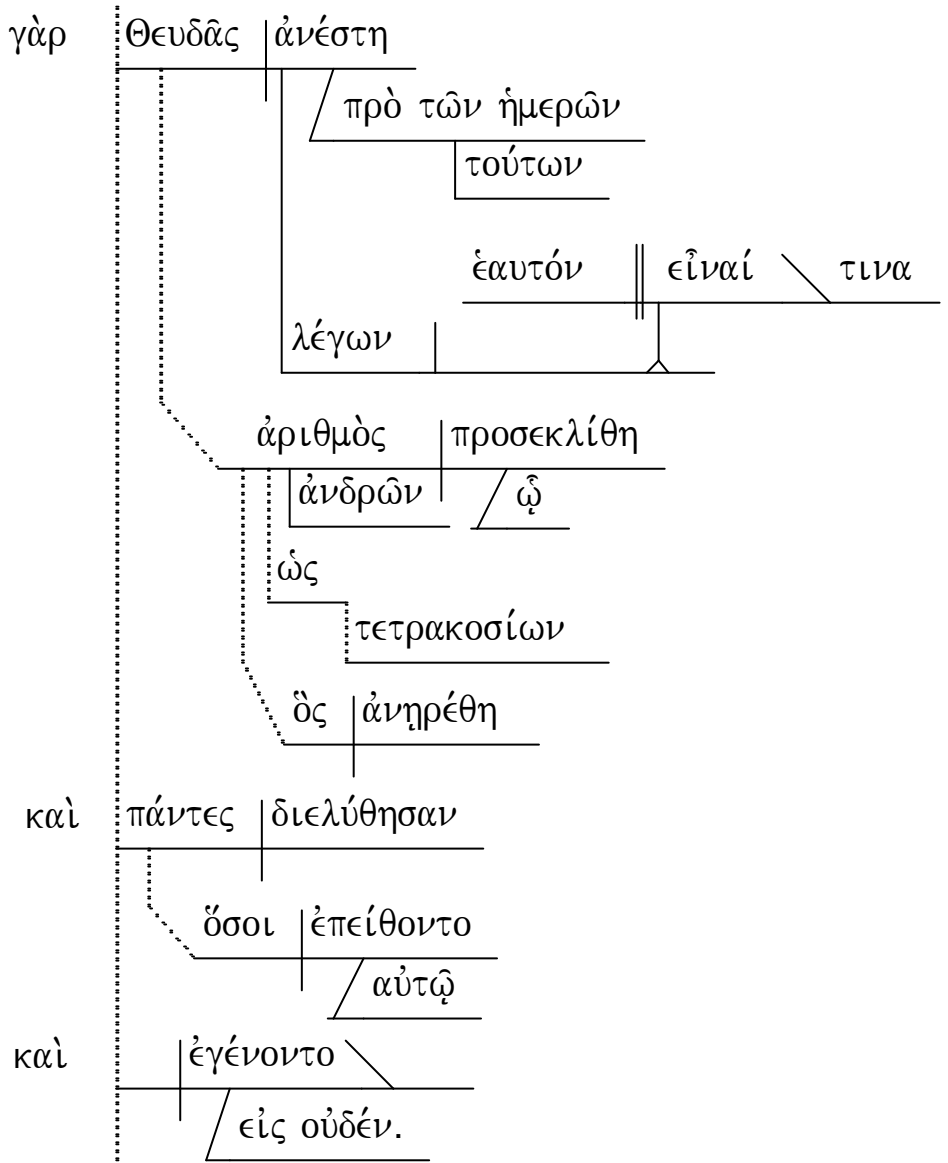 γὰρ Θευδᾶς ἀνέστη
πρὸ τῶν ἡμερῶν
τούτων
ἑαυτόν εἶναί τινα
λέγων
ἀριθμὸς προσεκλίθη
ἀνδρῶν ᾧ
ὡς
τετρακοσίων
ὃς ἀνῃρέθη
καὶ πάντες διελύθησαν
ὅσοι ἐπείθοντο
αὐτῷ
καὶ ἐγένοντο
εἰς οὐδέν.